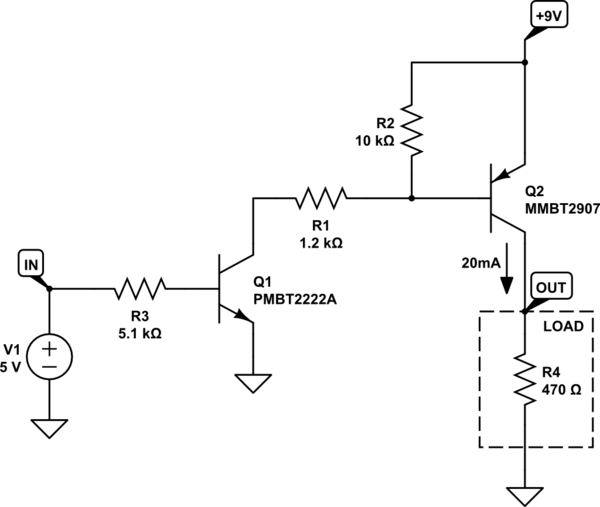 +9V
R2
10 kΩ
Q2
MMBT2907
R1
1.2 kΩ
20mA
IN
Q1
PMBT2222A
OUT
R3
5.1 kΩ
LOAD
V1
5 V
R4
470 Ω